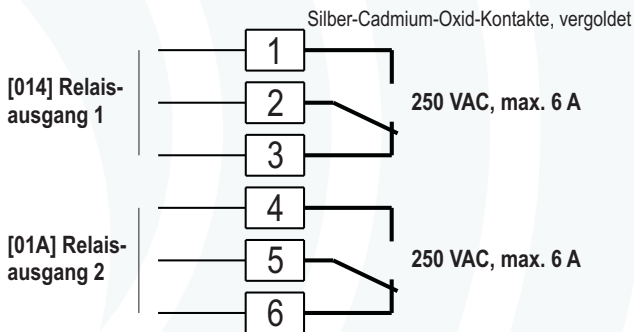 Silber-Cadmium-Oxid-Kontakte, vergoldet
1
[014] Relais-
ausgang 1
2
250 VAC, max. 6 A
3
4
[01A] Relais-
ausgang 2
5
250 VAC, max. 6 A
6